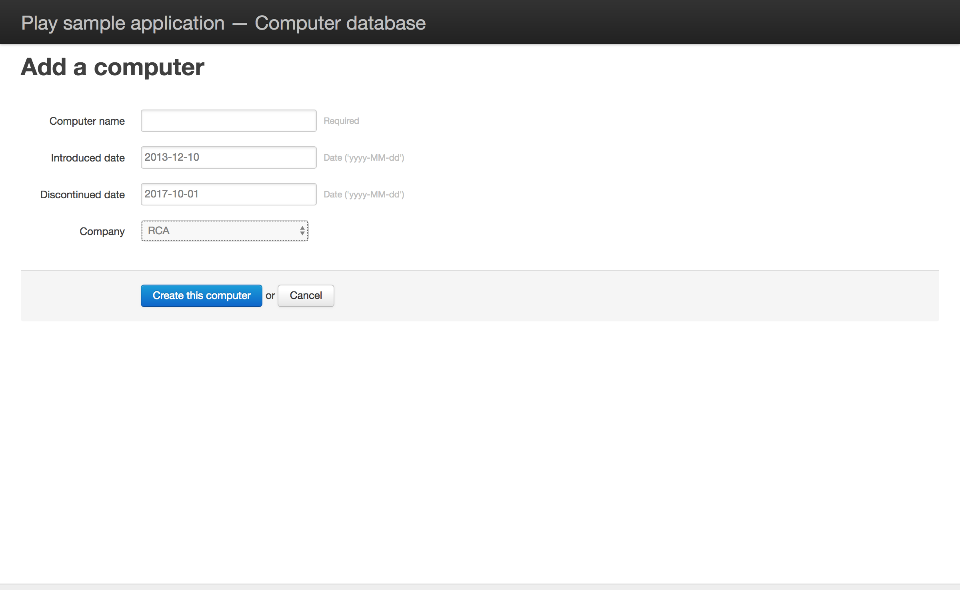 Play sample application — Computer database
Add a computer
Computer name Required
Introduced date 2013-12-10 Date ('yyyy-MM-dd')
Discontinued date 2017-10-01 Date ('yyyy-MM-dd')
Company RCA
Create this computer or Cancel